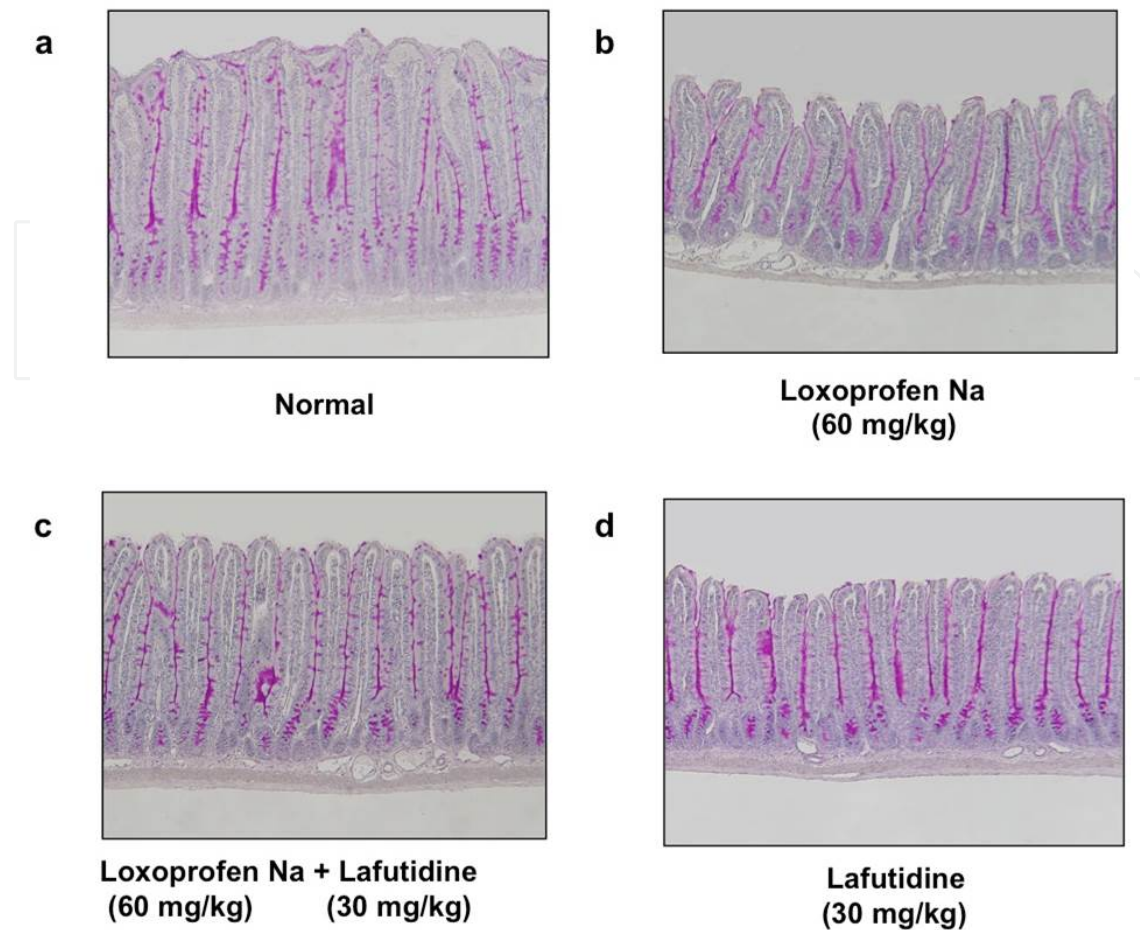 a
Normal
b
Loxoprofen Na
(60 mg/kg)
c
Loxoprofen Na + Lafutidine
(60 mg/kg) (30 mg/kg)
d
Lafutidine
(30 mg/kg)